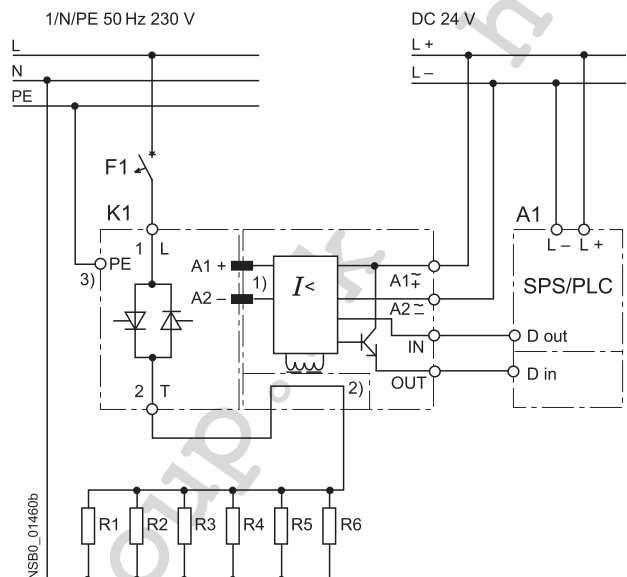 1/N/PE 50 Hz 230 V
DC 24 V
L
N
PE
L +
L –
F1
K1
A1
1 L
PE
3)
A1 +
A2 –
1)
I<
A1 ≂ +
A2 ≂ –
IN
OUT
2 T
2)
L – L +
SPS/PLC
D out
D in
R1 R2 R3 R4 R5 R6
NSB0_01460b
oup.
k
h